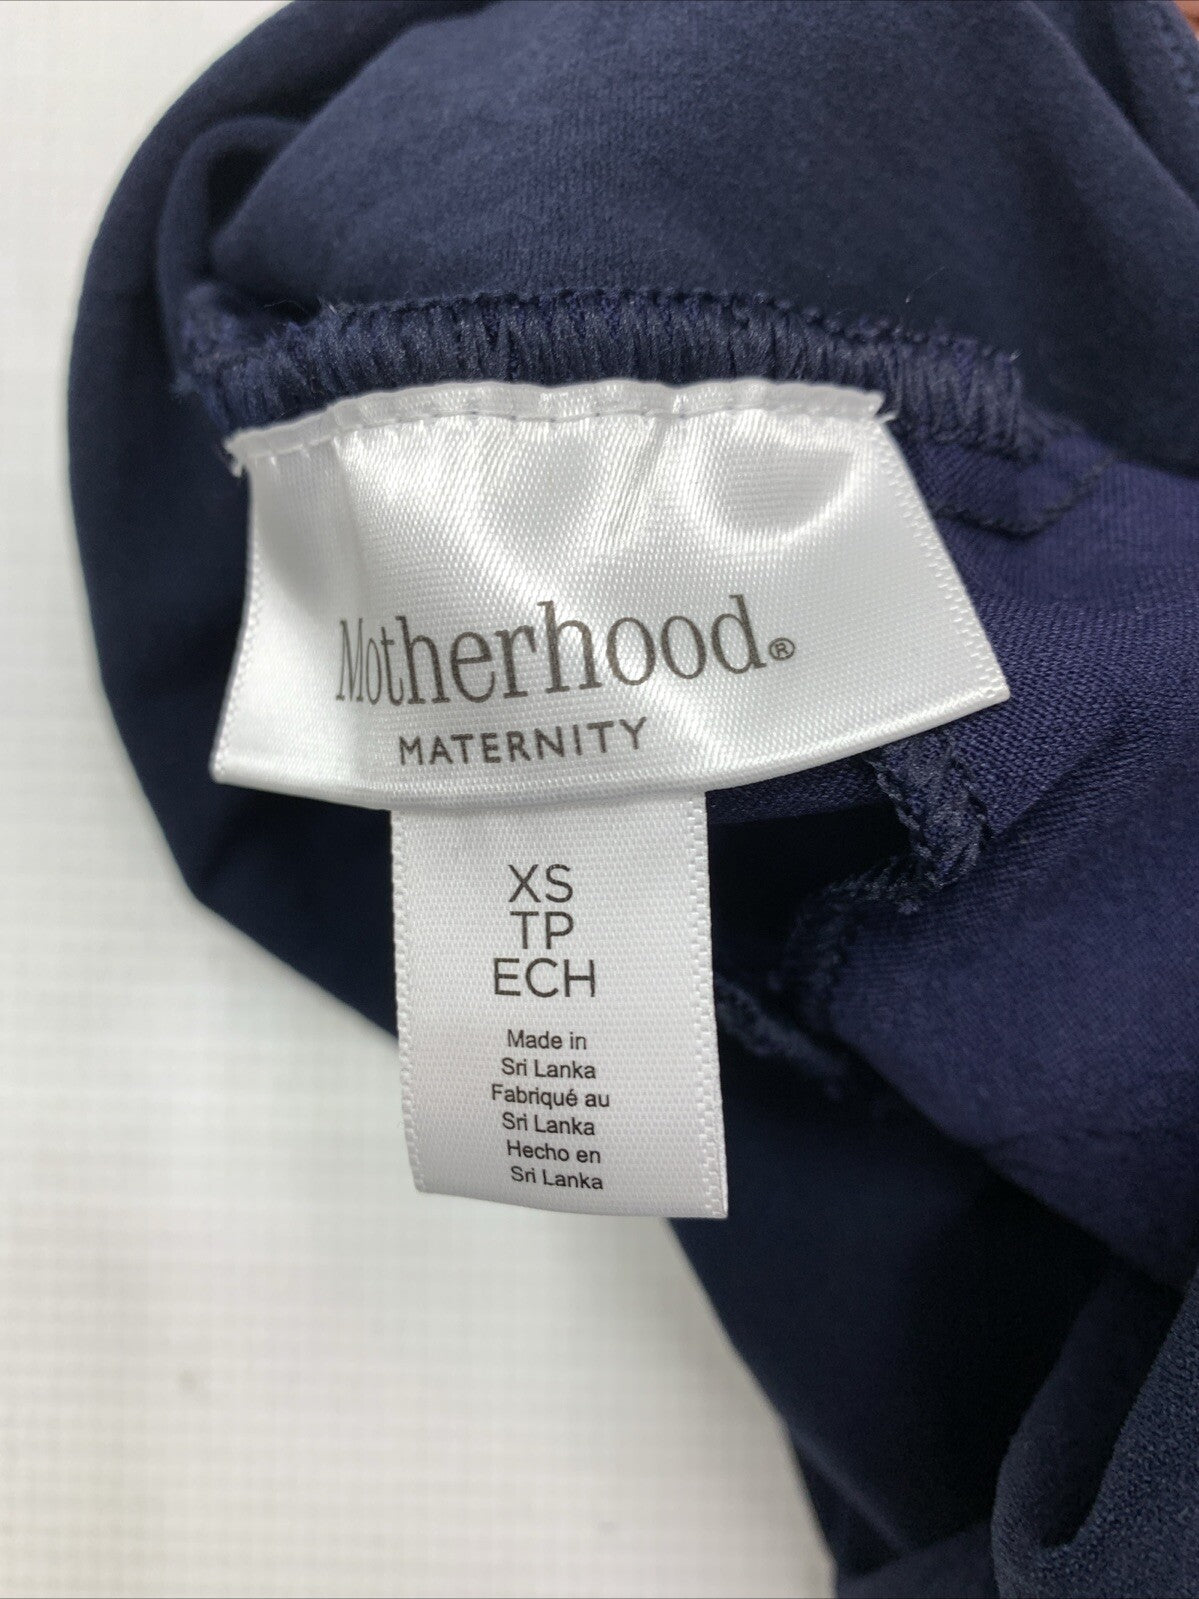 Motherhood®
MATERNITY
XS
TP
ECH
Made in
Sri Lanka
Fabriqué au
Sri Lanka
Hecho en
Sri Lanka